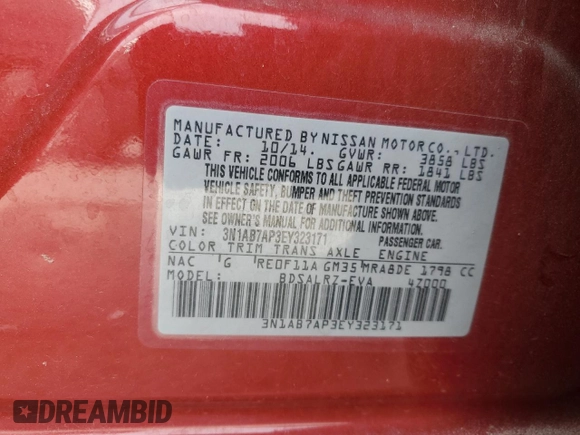 MANUFACTURED BY NISSAN MOTOR CO., LTD.
DATE: 10/14. GVWR: 3858 LBS
GAWR FR: 2006 LBS GAWR RR: 1841 LBS
THIS VEHICLE CONFORMS TO ALL APPLICABLE FEDERAL MOTOR
VEHICLE SAFETY, BUMPER AND THEFT PREVENTION STANDARDS
IN EFFECT ON THE DATE OF MANUFACTURE SHOWN ABOVE.
SEE OWNER'S MANUAL FOR ADDITIONAL INFORMATION.
VIN: 3N1AB7AP3EY323171 PASSENGER CAR.
COLOR TRIM TRANS AXLE ENGINE
NAC G RE0F11A GM35 MRA8DE 1798 CC
MODEL: BDSALRZ-EVA 4Z000
3N1AB7AP3EY323171
DREAMBID